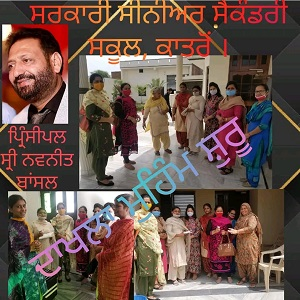 ਸਰਕਾਰੀ ਸੀਨੀਅਰ ਸੈਕੰਡਰੀ
ਸਕੂਲ, ਕਾਤਰੋਂ ।
ਪ੍ਰਿੰਸੀਪਲ
ਸ੍ਰੀ ਨਵਨੀਤ
ਬਾਂਸਲ
ਦਾਖਲਾ ਮੁਹਿੰਮ ਸ਼ੁਰੂ